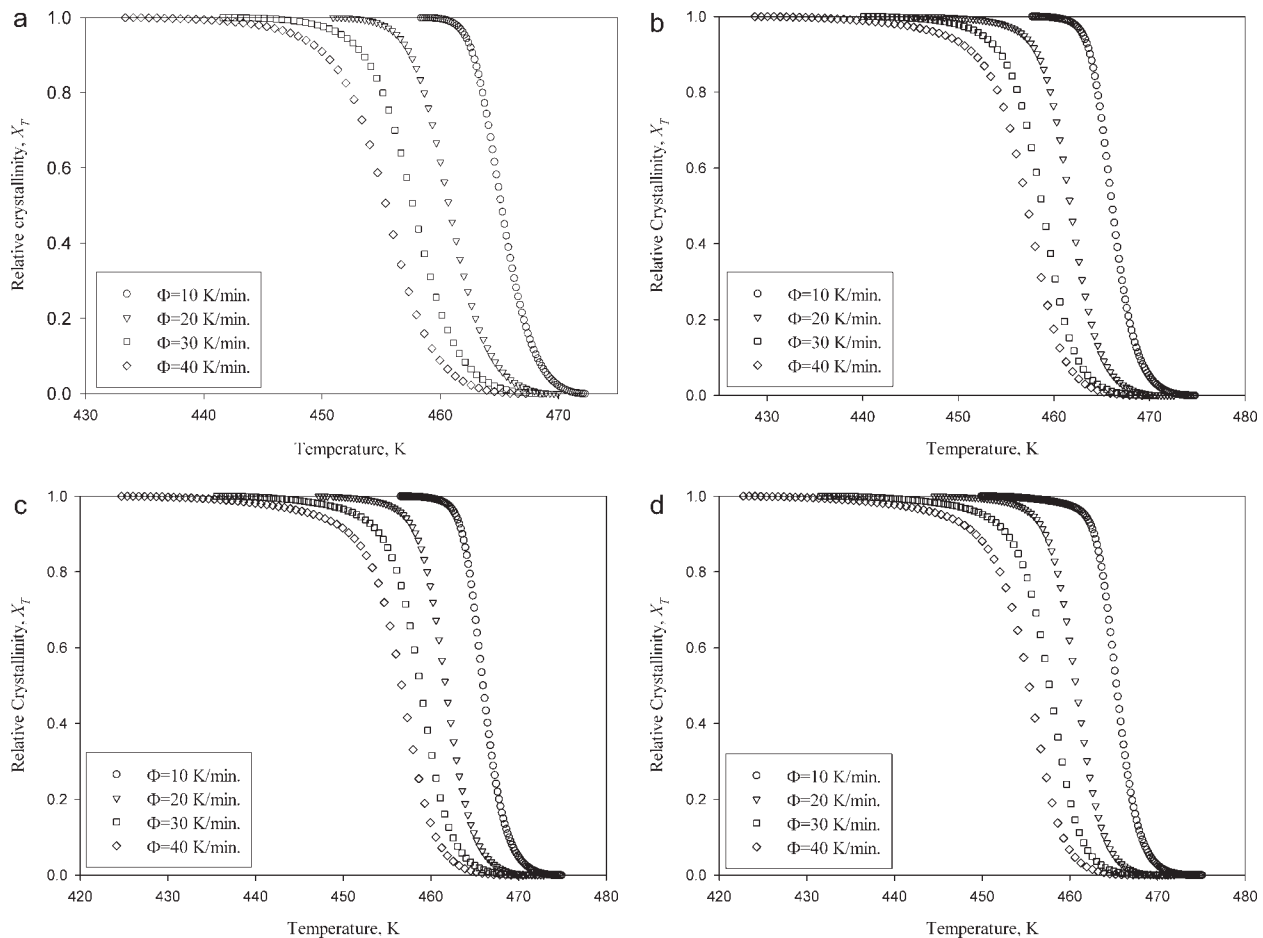 a
1.0
0.8
0.6
0.4
0.2
0.0
Relative crystallinity, X_T
Φ=10 K/min.
Φ=20 K/min.
Φ=30 K/min.
Φ=40 K/min.
430 440 450 460 470
Temperature, K
b
1.0
0.8
0.6
0.4
0.2
0.0
Relative Crystallinity, X_T
Φ=10 K/min.
Φ=20 K/min.
Φ=30 K/min.
Φ=40 K/min.
430 440 450 460 470 480
Temperature, K
c
1.0
0.8
0.6
0.4
0.2
0.0
Relative Crystallinity, X_T
Φ=10 K/min.
Φ=20 K/min.
Φ=30 K/min.
Φ=40 K/min.
420 430 440 450 460 470 480
Temperature, K
d
1.0
0.8
0.6
0.4
0.2
0.0
Relative Crystallinity, X_T
Φ=10 K/min.
Φ=20 K/min.
Φ=30 K/min.
Φ=40 K/min.
420 430 440 450 460 470 480
Temperature, K